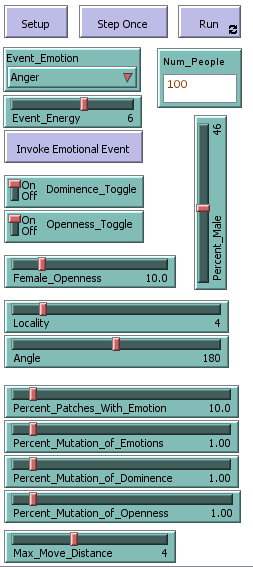 Setup
Step Once
Run
Event_Emotion
Anger
Num_People
100
Event_Energy 6
Invoke Emotional Event
On
Off
Dominence_Toggle
On
Off
Openness_Toggle
Percent_Male 46
Female_Openness 10.0
Locality 4
Angle 180
Percent_Patches_With_Emotion 10.0
Percent_Mutation_of_Emotions 1.00
Percent_Mutation_of_Dominence 1.00
Percent_Mutation_of_Openness 1.00
Max_Move_Distance 4